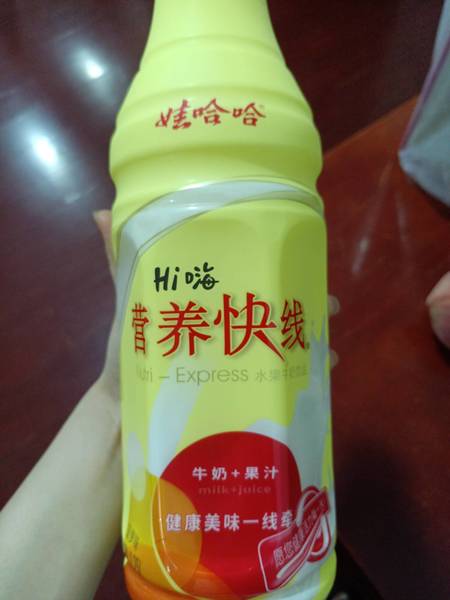 娃哈哈®
Hi嗨
营养快线
Nutri - Express 水果牛奶饮品
牛奶+果汁
milk+juice
健康美味一线牵